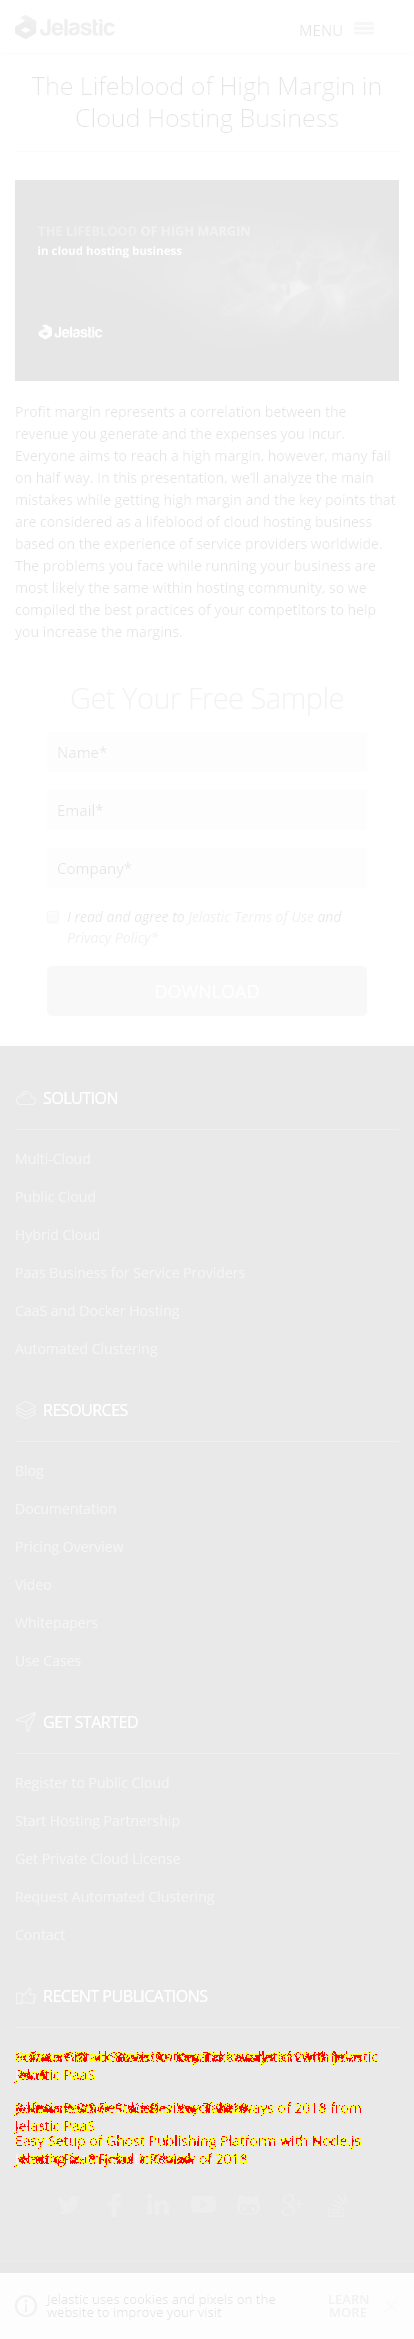 Jelastic
MENU
The Lifeblood of High Margin in
Cloud Hosting Business
THE LIFEBLOOD OF HIGH MARGIN
in cloud hosting business
Jelastic
Profit margin represents a correlation between the
revenue you generate and the expenses you incur.
Everyone aims to reach a high margin, however, many fail
on half way. In this presentation, we'll analyze the main
mistakes while getting high margin and the key points that
are considered as a lifeblood of cloud hosting business
based on the experience of service providers worldwide.
The problems you face while running your business are
most likely the same within hosting community, so we
compiled the best practices of your competitors to help
you increase the margins.
Get Your Free Sample
Name*
Email*
Company*
I read and agree to Jelastic Terms of Use and
Privacy Policy*
DOWNLOAD
SOLUTION
Multi-Cloud
Public Cloud
Hybrid Cloud
Paas Business for Service Providers
CaaS and Docker Hosting
Automated Clustering
RESOURCES
Blog
Documentation
Pricing Overview
Video
Whitepapers
Use Cases
GET STARTED
Register to Public Cloud
Start Hosting Partnership
Get Private Cloud License
Request Automated Clustering
Contact
RECENT PUBLICATIONS
Jelastic
PaaS
of 2018 from
Jelastic PaaS
Easy Setup of Ghost Publishing Platform with Node.js
of 2018
Jelastic uses cookies and pixels on the
website to improve your visit
LEARN
MORE